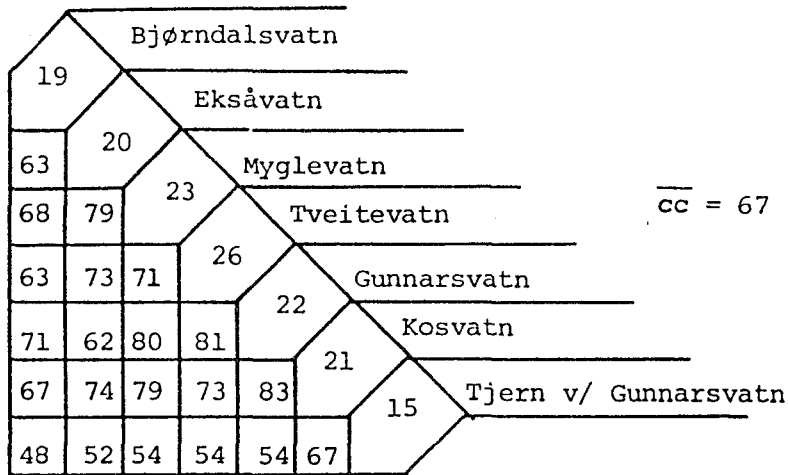 Bjørndalsvatn
19
Eksåvatn
20
63
Myglevatn
23
68 79
Tveitevatn
c̅c̅ = 67
26
63 73 71
Gunnarsvatn
22
71 62 80 81
Kosvatn
21
67 74 79 73 83
Tjern v/ Gunnarsvatn
15
48 52 54 54 54 67